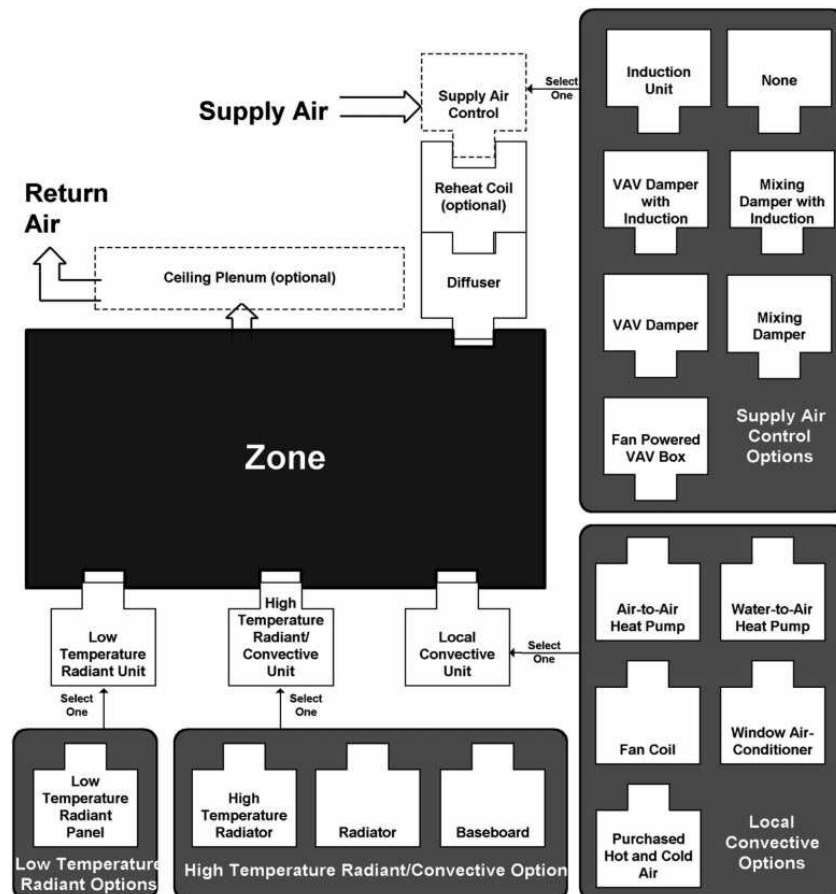 Supply Air
Return
Air
Supply Air
Control
Reheat Coil
(optional)
Diffuser
Ceiling Plenum (optional)
Zone
Select
One
Induction
Unit
None
VAV Damper
with
Induction
Mixing
Damper with
Induction
VAV Damper
Mixing
Damper
Fan Powered
VAV Box
Supply Air
Control
Options
Low
Temperature
Radiant Unit
High
Temperature
Radiant/
Convective
Unit
Local
Convective
Unit
Select
One
Select
One
Select
One
Low
Temperature
Radiant
Panel
Low Temperature
Radiant Options
High
Temperature
Radiator
Radiator
Baseboard
High Temperature Radiant/Convective Option
Air-to-Air
Heat Pump
Water-to-Air
Heat Pump
Fan Coil
Window Air-
Conditioner
Purchased
Hot and Cold
Air
Local
Convective
Options